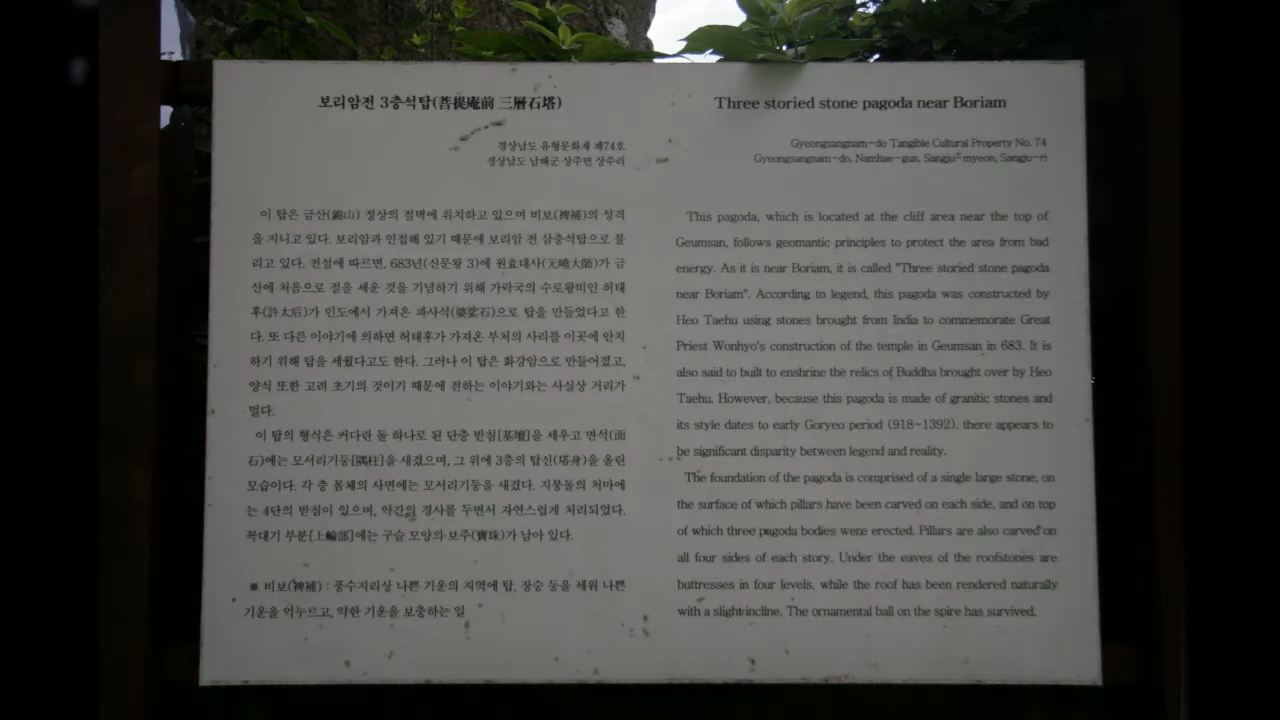 보리암전 3층석탑(菩提庵前 三層石塔)
경상남도 유형문화재 제74호
경상남도 남해군 상주면 상주리
이 탑은 금산(錦山) 정상의 절벽에 위치하고 있으며 비보(裨補)의 성격
을 지니고 있다. 보리암과 인접해 있기 때문에 보리암 전 삼층석탑으로 불
리고 있다. 전설에 따르면, 683년(신문왕 3)에 원효대사(元曉大師)가 금
산에 처음으로 절을 세운 것을 기념하기 위해 가락국의 수로왕비인 허태
후(許太后)가 인도에서 가져온 파사석(婆娑石)으로 탑을 만들었다고 한
다. 또 다른 이야기에 의하면 허태후가 가져온 부처의 사리를 이곳에 안치
하기 위해 탑을 세웠다고도 한다. 그러나 이 탑은 화강암으로 만들어졌고,
양식 또한 고려 초기의 것이기 때문에 전하는 이야기와는 사실상 거리가
멀다.
이 탑의 형식은 커다란 돌 하나로 된 단층 받침[基壇]을 세우고 면석(面
石)에는 모서리기둥[隅柱]을 새겼으며, 그 위에 3층의 탑신(塔身)을 올린
모습이다. 각 층 몸체의 사면에는 모서리기둥을 새겼다. 지붕돌의 처마에
는 4단의 받침이 있으며, 약간의 경사를 두면서 자연스럽게 처리되었다.
꼭대기 부분[上輪部]에는 구슬 모양의 보주(寶珠)가 남아 있다.
※ 비보(裨補) : 풍수지리상 나쁜 기운의 지역에 탑, 장승 등을 세워 나쁜
기운을 억누르고, 약한 기운을 보충하는 일
Three storied stone pagoda near Boriam
Gyeongsangnam-do Tangible Cultural Property No. 74
Gyeongsangnam-do, Namhae-gun, Sangju-myeon, Sangju-ri
This pagoda, which is located at the cliff area near the top of
Geumsan, follows geomantic principles to protect the area from bad
energy. As it is near Boriam, it is called "Three storied stone pagoda
near Boriam". According to legend, this pagoda was constructed by
Heo Taehu using stones brought from India to commemorate Great
Priest Wonhyo's construction of the temple in Geumsan in 683. It is
also said to built to enshrine the relics of Buddha brought over by Heo
Taehu. However, because this pagoda is made of granitic stones and
its style dates to early Goryeo period (918~1392), there appears to
be significant disparity between legend and reality.
The foundation of the pagoda is comprised of a single large stone, on
the surface of which pillars have been carved on each side, and on top
of which three pagoda bodies were erected. Pillars are also carved on
all four sides of each story. Under the eaves of the roofstones are
buttresses in four levels, while the roof has been rendered naturally
with a slight incline. The ornamental ball on the spire has survived.